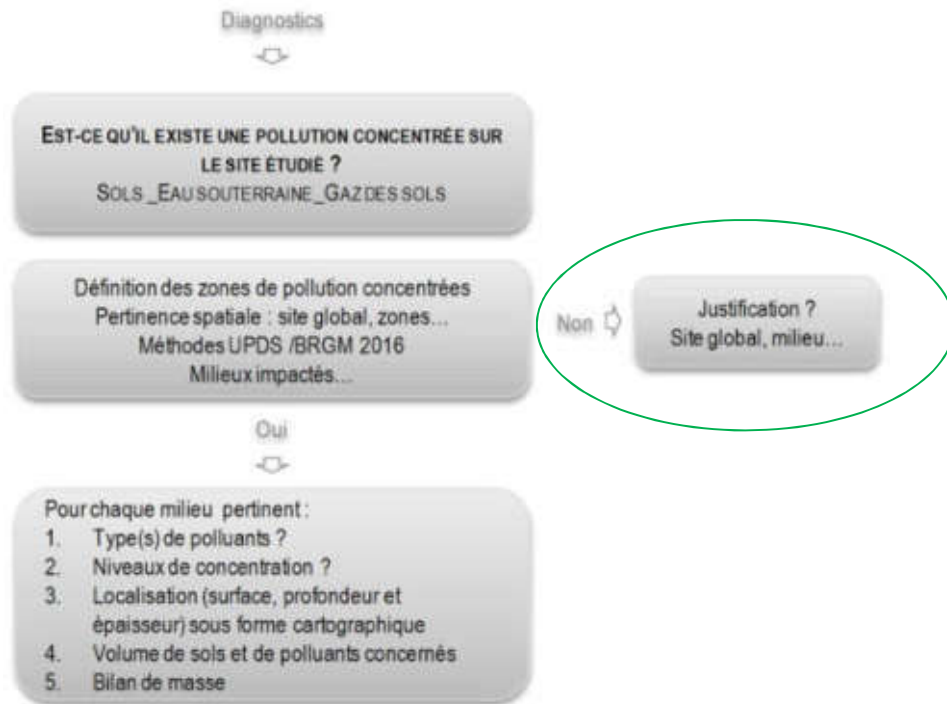 Diagnostics
EST-CE QU'IL EXISTE UNE POLLUTION CONCENTRÉE SUR
LE SITE ÉTUDIÉ ?
SOLS _EAU SOUTERRAINE_GAZ DES SOLS
Définition des zones de pollution concentrées
Pertinence spatiale : site global, zones…
Méthodes UPDS /BRGM 2016
Milieux impactés…
Non
Justification ?
Site global, milieu…
Oui
Pour chaque milieu pertinent :
1. Type(s) de polluants ?
2. Niveaux de concentration ?
3. Localisation (surface, profondeur et
épaisseur) sous forme cartographique
4. Volume de sols et de polluants concernés
5. Bilan de masse